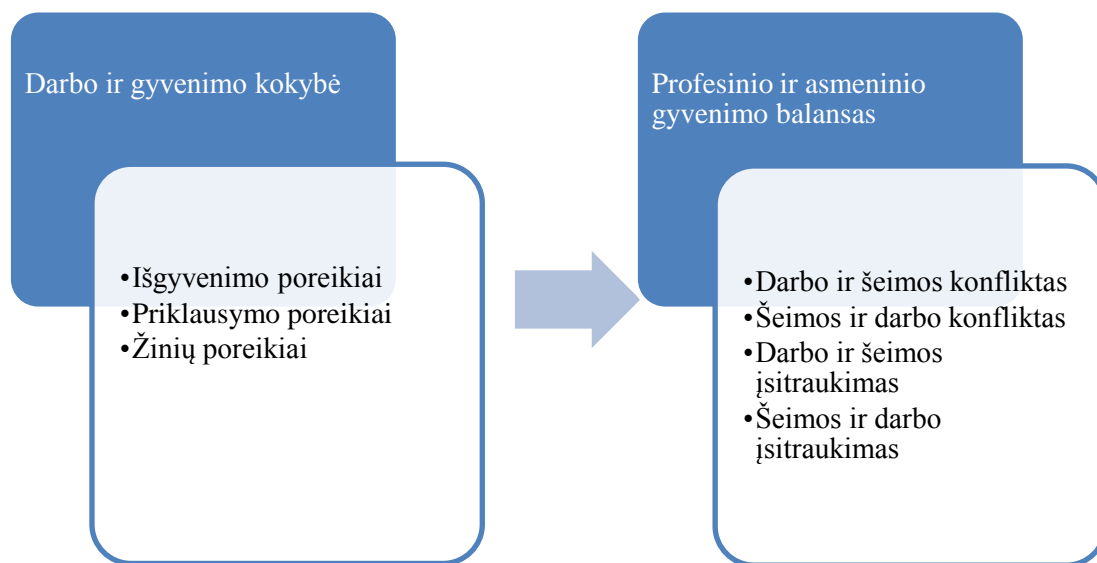 Darbo ir gyvenimo kokybė
•Išgyvenimo poreikiai
•Priklausymo poreikiai
•Žinių poreikiai
Profesinio ir asmeninio
gyvenimo balansas
•Darbo ir šeimos konfliktas
•Šeimos ir darbo konfliktas
•Darbo ir šeimos
įsitraukimas
•Šeimos ir darbo
įsitraukimas